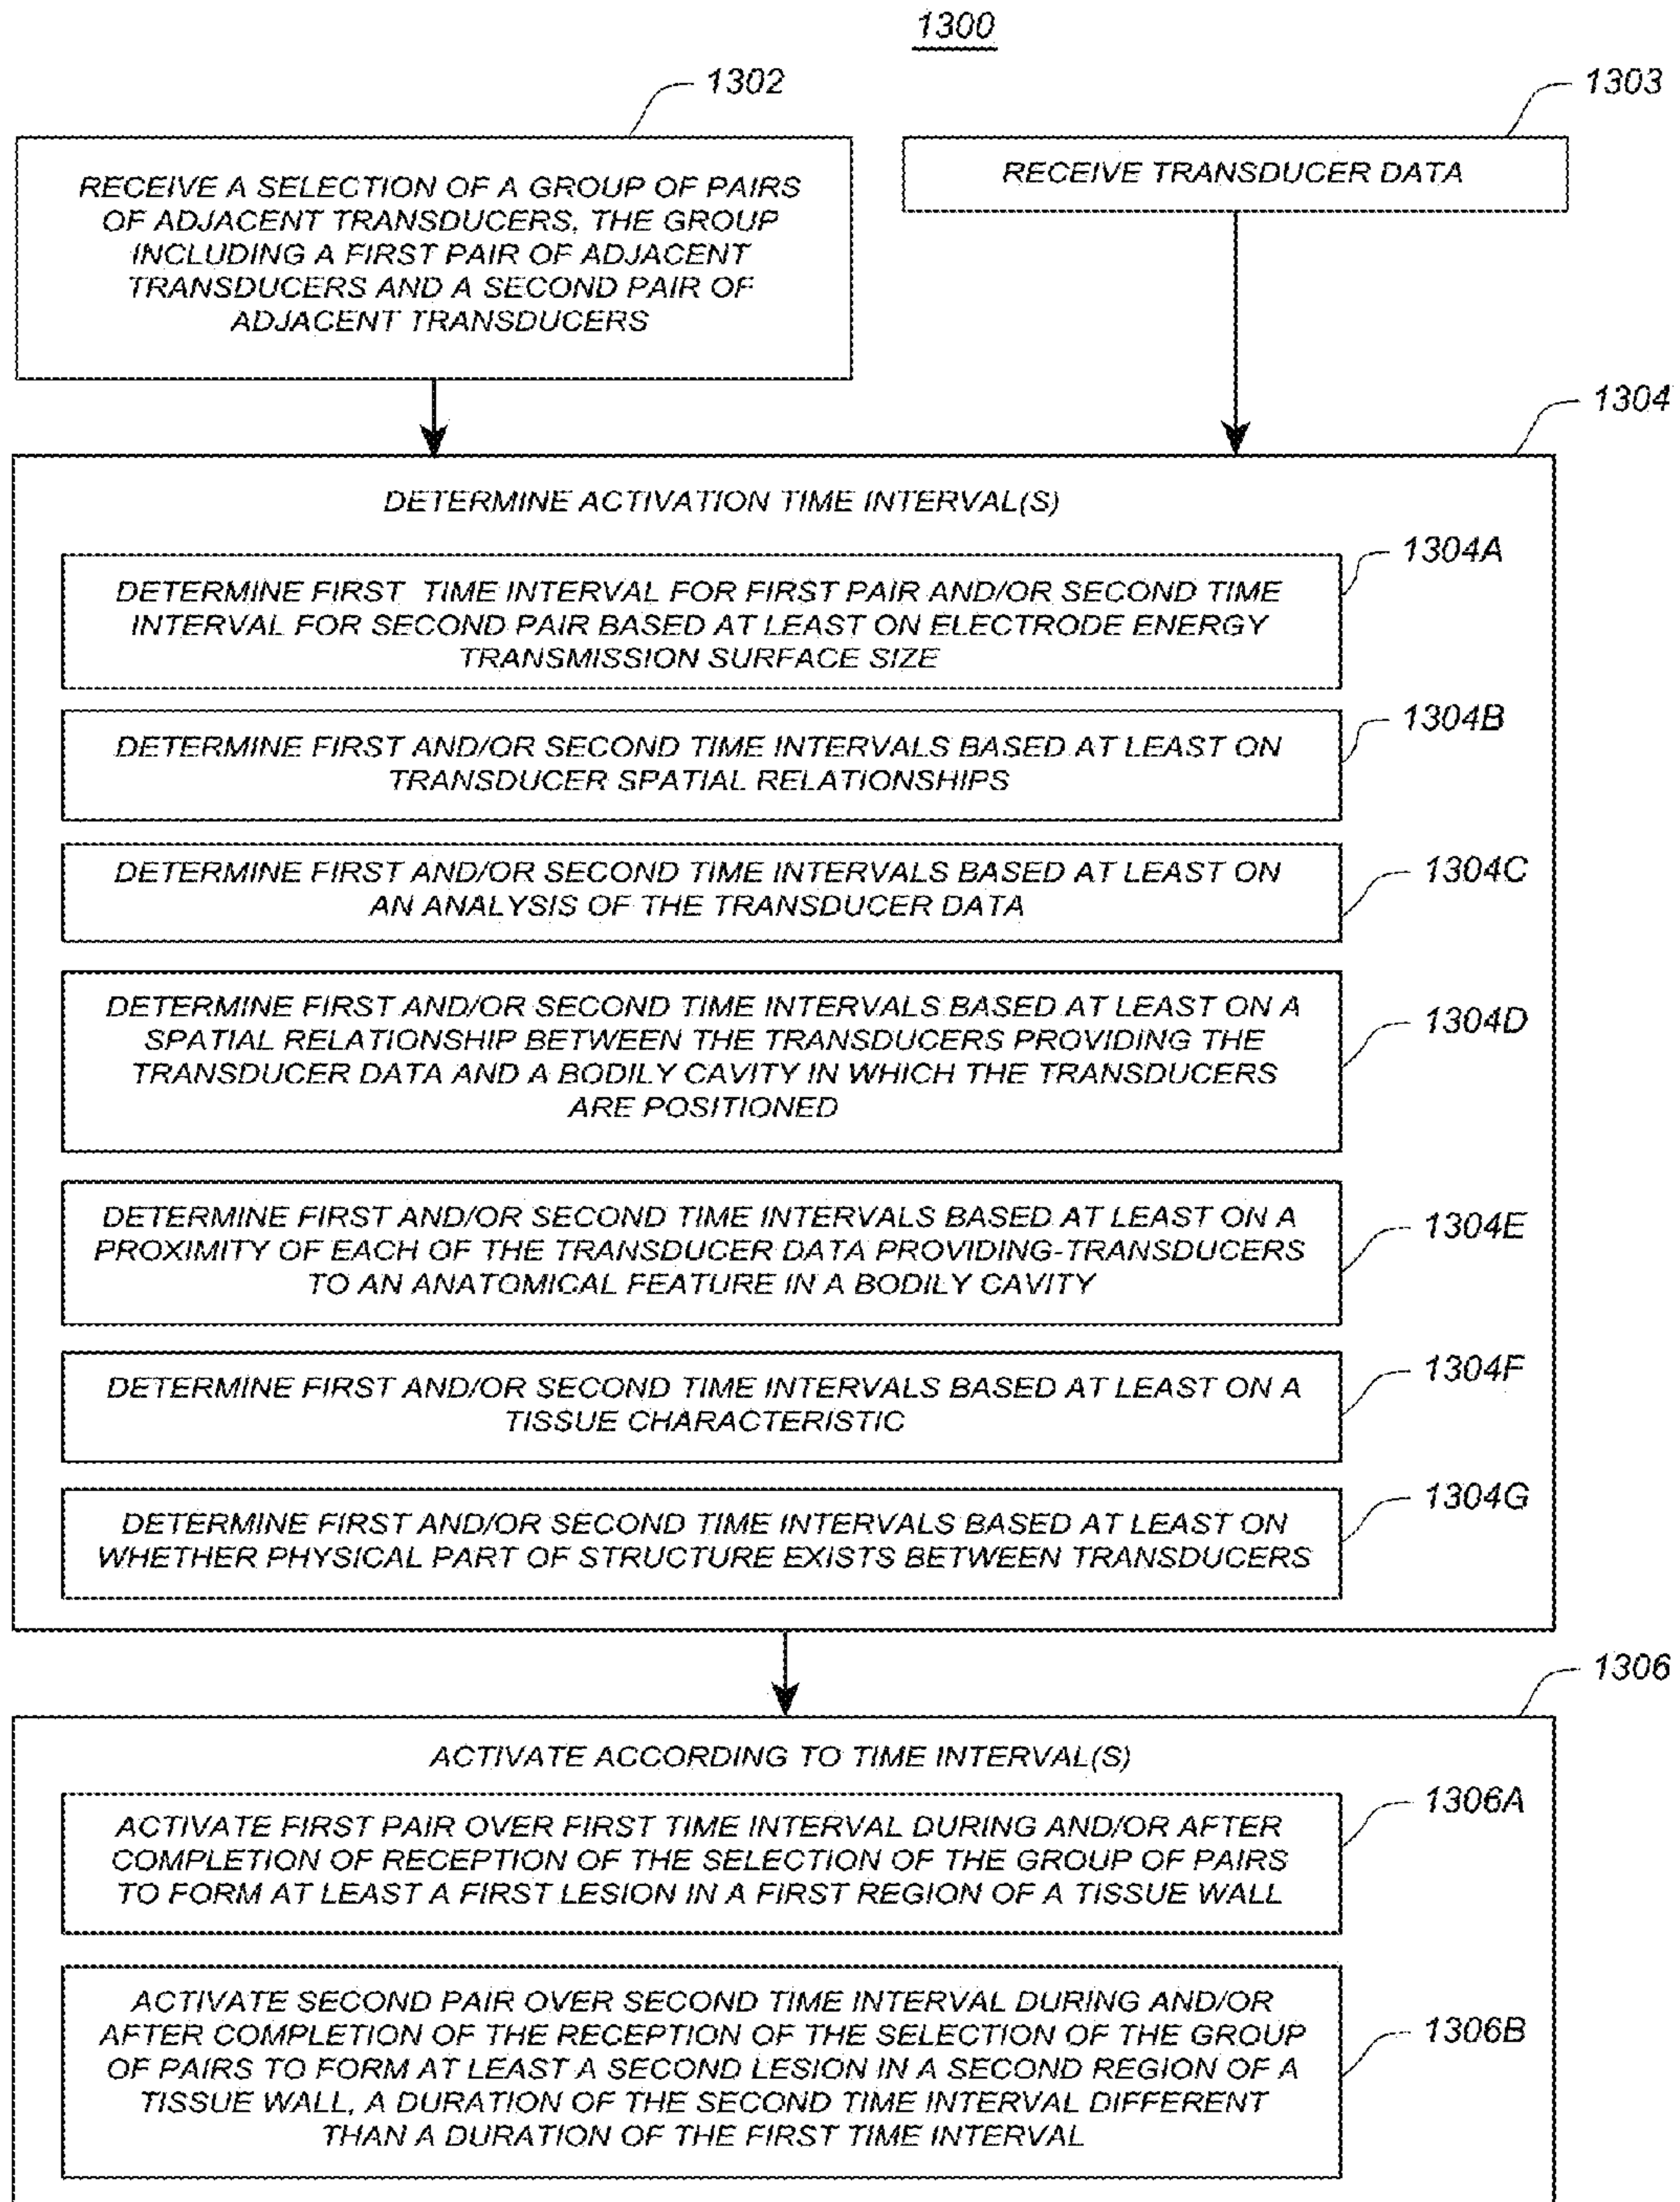 1300
1302
1303
RECEIVE A SELECTION OF A GROUP OF PAIRS
OF ADJACENT TRANSDUCERS, THE GROUP
INCLUDING A FIRST PAIR OF ADJACENT
TRANSDUCERS AND A SECOND PAIR OF
ADJACENT TRANSDUCERS
RECEIVE TRANSDUCER DATA
1304
DETERMINE ACTIVATION TIME INTERVAL(S)
1304A
DETERMINE FIRST TIME INTERVAL FOR FIRST PAIR AND/OR SECOND TIME
INTERVAL FOR SECOND PAIR BASED AT LEAST ON ELECTRODE ENERGY
TRANSMISSION SURFACE SIZE
1304B
DETERMINE FIRST AND/OR SECOND TIME INTERVALS BASED AT LEAST ON
TRANSDUCER SPATIAL RELATIONSHIPS
1304C
DETERMINE FIRST AND/OR SECOND TIME INTERVALS BASED AT LEAST ON
AN ANALYSIS OF THE TRANSDUCER DATA
1304D
DETERMINE FIRST AND/OR SECOND TIME INTERVALS BASED AT LEAST ON A
SPATIAL RELATIONSHIP BETWEEN THE TRANSDUCERS PROVIDING THE
TRANSDUCER DATA AND A BODILY CAVITY IN WHICH THE TRANSDUCERS
ARE POSITIONED
1304E
DETERMINE FIRST AND/OR SECOND TIME INTERVALS BASED AT LEAST ON A
PROXIMITY OF EACH OF THE TRANSDUCER DATA PROVIDING-TRANSDUCERS
TO AN ANATOMICAL FEATURE IN A BODILY CAVITY
1304F
DETERMINE FIRST AND/OR SECOND TIME INTERVALS BASED AT LEAST ON A
TISSUE CHARACTERISTIC
1304G
DETERMINE FIRST AND/OR SECOND TIME INTERVALS BASED AT LEAST ON
WHETHER PHYSICAL PART OF STRUCTURE EXISTS BETWEEN TRANSDUCERS
1306
ACTIVATE ACCORDING TO TIME INTERVAL(S)
1306A
ACTIVATE FIRST PAIR OVER FIRST TIME INTERVAL DURING AND/OR AFTER
COMPLETION OF RECEPTION OF THE SELECTION OF THE GROUP OF PAIRS
TO FORM AT LEAST A FIRST LESION IN A FIRST REGION OF A TISSUE WALL
1306B
ACTIVATE SECOND PAIR OVER SECOND TIME INTERVAL DURING AND/OR
AFTER COMPLETION OF THE RECEPTION OF THE SELECTION OF THE GROUP
OF PAIRS TO FORM AT LEAST A SECOND LESION IN A SECOND REGION OF A
TISSUE WALL, A DURATION OF THE SECOND TIME INTERVAL DIFFERENT
THAN A DURATION OF THE FIRST TIME INTERVAL